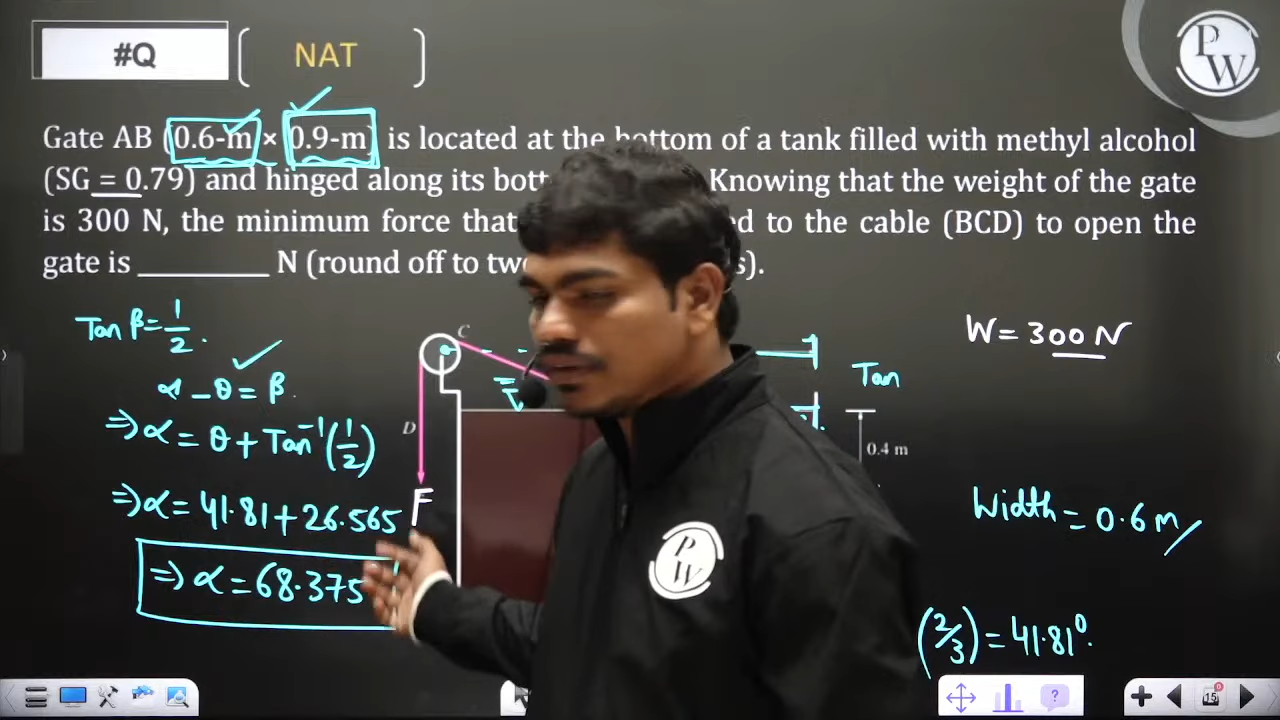 #Q
NAT
P
W
Gate AB (0.6-m × 0.9-m) is located at the bottom of a tank filled with methyl alcohol
(SG = 0.79) and hinged along its bott Knowing that the weight of the gate
is 300 N, the minimum force that d to the cable (BCD) to open the
gate is _________ N (round off to tw s).
Tan β = 1/2.
α - θ = β.
⇒ α = θ + Tan⁻¹(1/2)
⇒ α = 41.81 + 26.565
⇒ α = 68.375
C
D
F
W = 300 N
Tan
0.4 m
Width = 0.6 m
(2/3) = 41.81°.
P
W
15